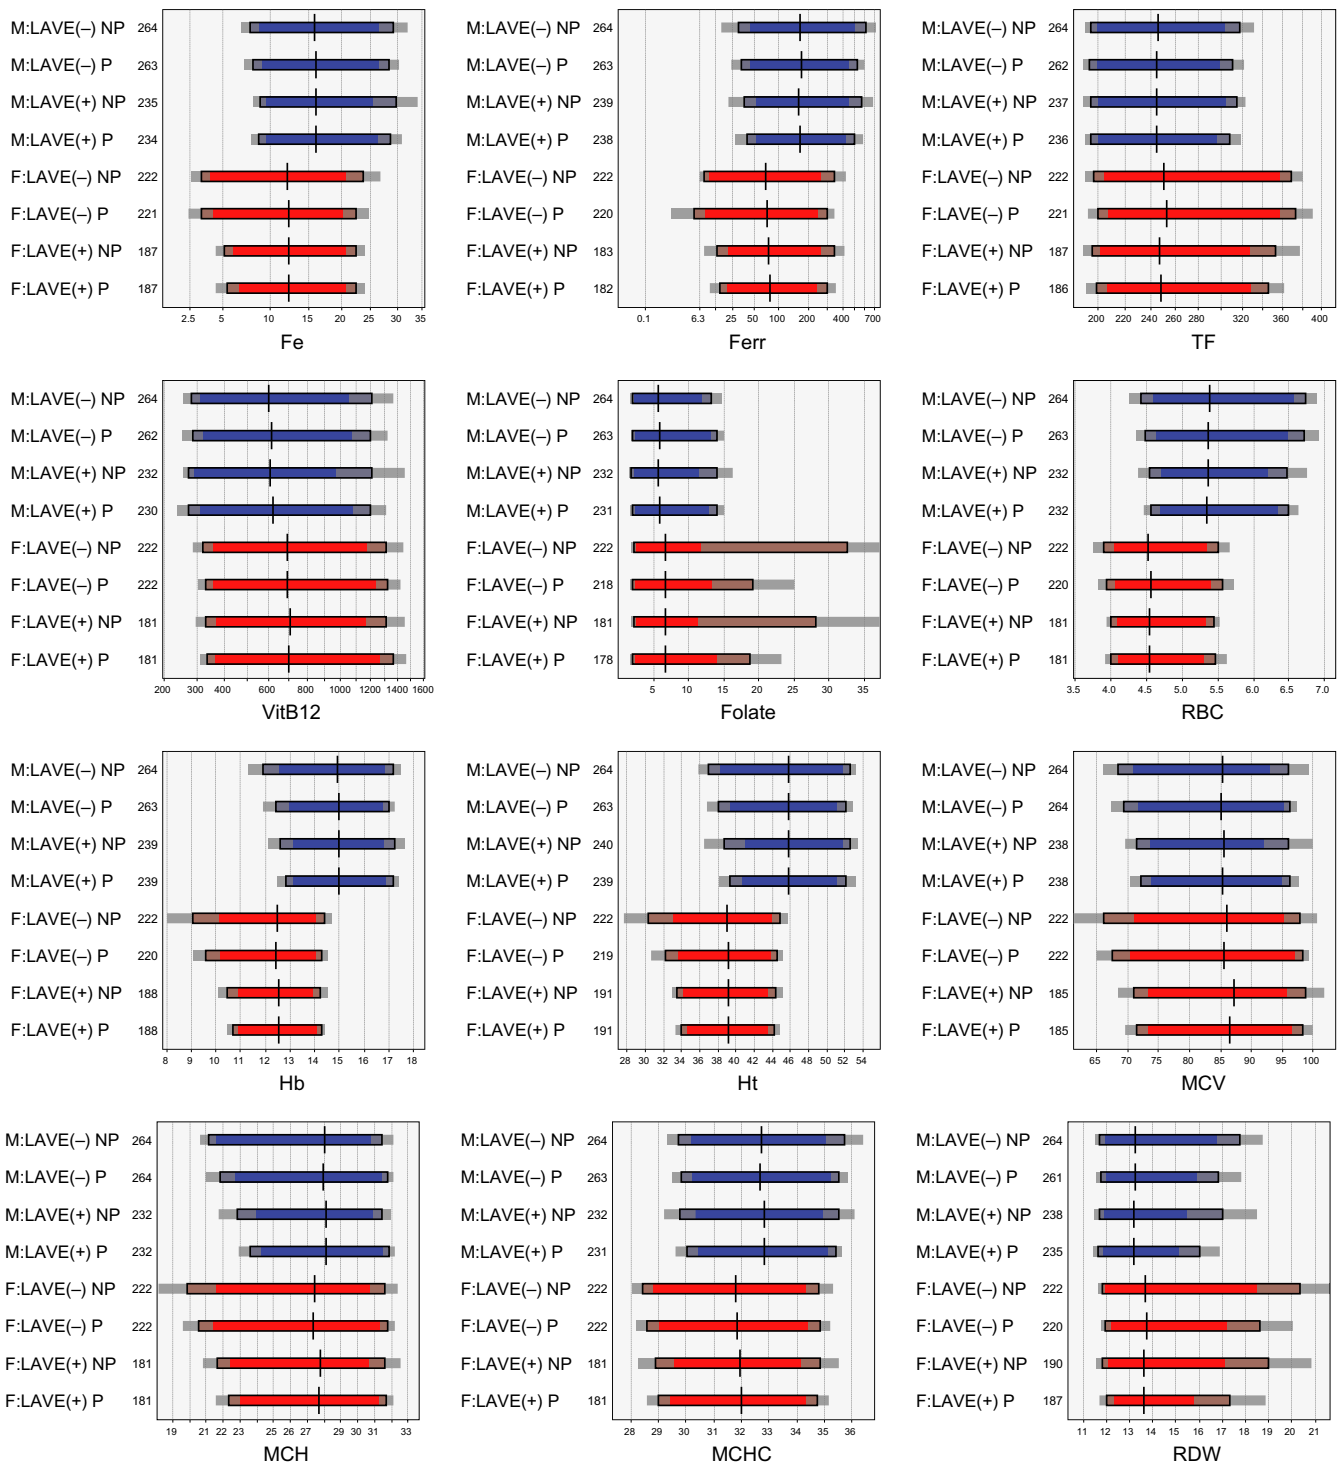 M:LAVE(–) NP 264
M:LAVE(–) P 263
M:LAVE(+) NP 235
M:LAVE(+) P 234
F:LAVE(–) NP 222
F:LAVE(–) P 221
F:LAVE(+) NP 187
F:LAVE(+) P 187
2.5 5 10 15 20 25 30 35
Fe
M:LAVE(–) NP 264
M:LAVE(–) P 263
M:LAVE(+) NP 239
M:LAVE(+) P 238
F:LAVE(–) NP 222
F:LAVE(–) P 220
F:LAVE(+) NP 183
F:LAVE(+) P 182
0.1 6.3 25 50 100 200 400 700
Ferr
M:LAVE(–) NP 264
M:LAVE(–) P 262
M:LAVE(+) NP 237
M:LAVE(+) P 236
F:LAVE(–) NP 222
F:LAVE(–) P 221
F:LAVE(+) NP 187
F:LAVE(+) P 186
200 220 240 260 280 320 360 400
TF
M:LAVE(–) NP 264
M:LAVE(–) P 262
M:LAVE(+) NP 232
M:LAVE(+) P 230
F:LAVE(–) NP 222
F:LAVE(–) P 222
F:LAVE(+) NP 181
F:LAVE(+) P 181
200 300 400 600 800 1000 1200 1400 1600
VitB12
M:LAVE(–) NP 264
M:LAVE(–) P 263
M:LAVE(+) NP 232
M:LAVE(+) P 231
F:LAVE(–) NP 222
F:LAVE(–) P 218
F:LAVE(+) NP 181
F:LAVE(+) P 178
5 10 15 20 25 30 35
Folate
M:LAVE(–) NP 264
M:LAVE(–) P 263
M:LAVE(+) NP 232
M:LAVE(+) P 232
F:LAVE(–) NP 222
F:LAVE(–) P 220
F:LAVE(+) NP 181
F:LAVE(+) P 181
3.5 4.0 4.5 5.0 5.5 6.0 6.5 7.0
RBC
M:LAVE(–) NP 264
M:LAVE(–) P 263
M:LAVE(+) NP 239
M:LAVE(+) P 239
F:LAVE(–) NP 222
F:LAVE(–) P 220
F:LAVE(+) NP 188
F:LAVE(+) P 188
8 9 10 11 12 13 14 15 16 17 18
Hb
M:LAVE(–) NP 264
M:LAVE(–) P 263
M:LAVE(+) NP 240
M:LAVE(+) P 239
F:LAVE(–) NP 222
F:LAVE(–) P 219
F:LAVE(+) NP 191
F:LAVE(+) P 191
28 30 32 34 36 38 40 42 44 46 48 50 52 54
Ht
M:LAVE(–) NP 264
M:LAVE(–) P 264
M:LAVE(+) NP 238
M:LAVE(+) P 238
F:LAVE(–) NP 222
F:LAVE(–) P 222
F:LAVE(+) NP 185
F:LAVE(+) P 185
65 70 75 80 85 90 95 100
MCV
M:LAVE(–) NP 264
M:LAVE(–) P 264
M:LAVE(+) NP 232
M:LAVE(+) P 232
F:LAVE(–) NP 222
F:LAVE(–) P 222
F:LAVE(+) NP 181
F:LAVE(+) P 181
19 21 22 23 24 25 26 27 28 29 30 31 33
MCH
M:LAVE(–) NP 264
M:LAVE(–) P 263
M:LAVE(+) NP 232
M:LAVE(+) P 231
F:LAVE(–) NP 222
F:LAVE(–) P 222
F:LAVE(+) NP 181
F:LAVE(+) P 181
28 29 30 31 32 33 34 35 36
MCHC
M:LAVE(–) NP 264
M:LAVE(–) P 261
M:LAVE(+) NP 238
M:LAVE(+) P 235
F:LAVE(–) NP 222
F:LAVE(–) P 220
F:LAVE(+) NP 190
F:LAVE(+) P 187
11 12 13 14 15 16 17 18 19 20 21
RDW